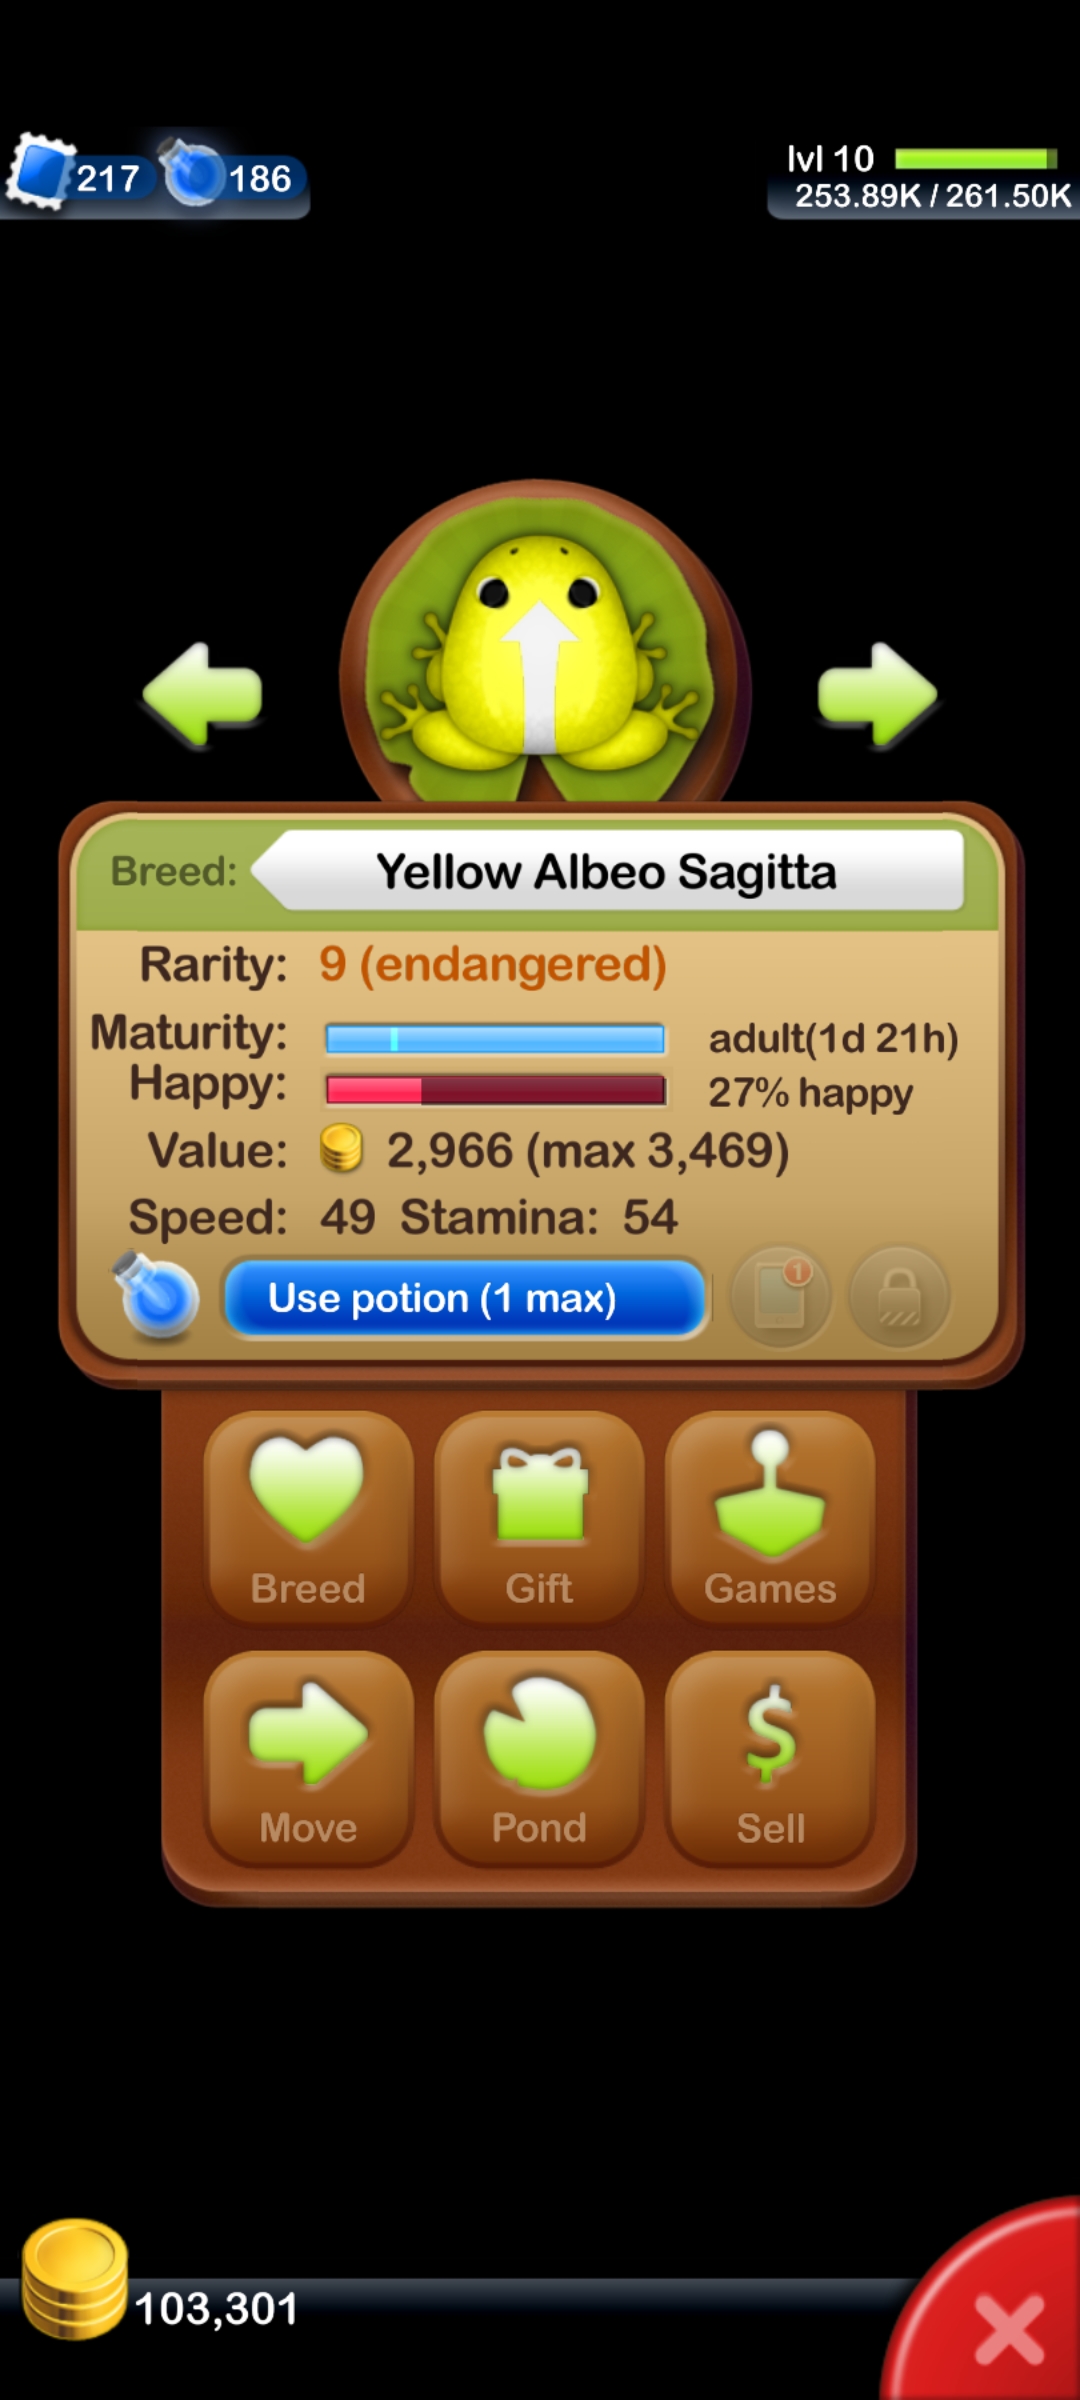 217 186
lvl 10
253.89K / 261.50K
Breed: Yellow Albeo Sagitta
Rarity: 9 (endangered)
Maturity: adult(1d 21h)
Happy: 27% happy
Value: 2,966 (max 3,469)
Speed: 49 Stamina: 54
Use potion (1 max) 1
Breed Gift Games
Move Pond Sell
$
103,301